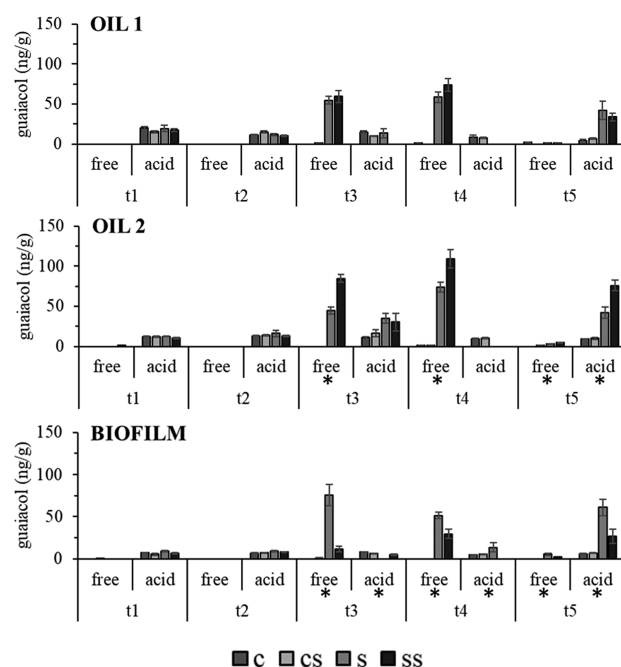 OIL 1
guaiacol (ng/g)
150
100
50
0
free acid free acid free acid free acid free acid
t1 t2 t3 t4 t5
OIL 2
guaiacol (ng/g)
150
100
50
0
free acid free acid free acid free acid free acid
* * * *
t1 t2 t3 t4 t5
BIOFILM
guaiacol (ng/g)
150
100
50
0
free acid free acid free acid free acid free acid
* * * * * *
t1 t2 t3 t4 t5
c cs s ss